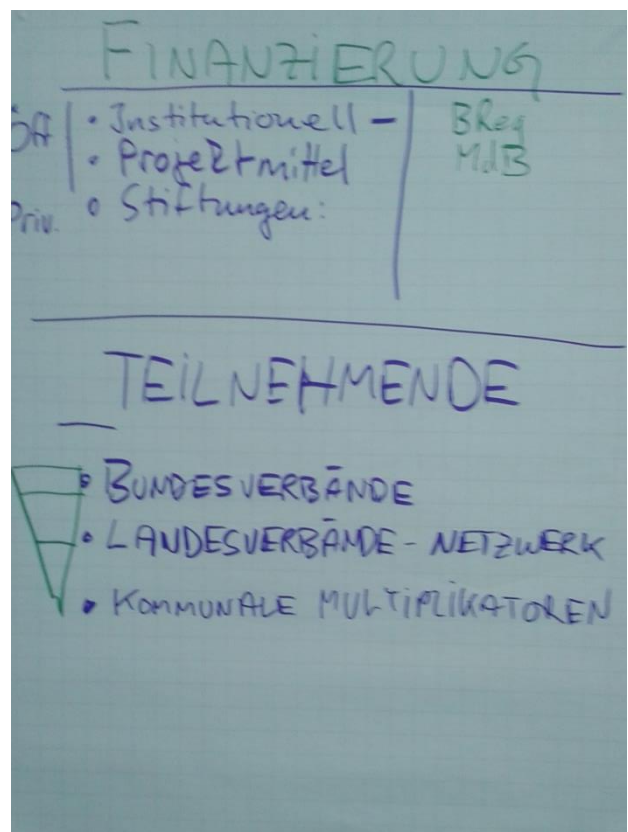 FINANZIERUNG
Öff • Institutionell – BReg
• Projektmittel MdB
Priv. • Stiftungen:
TEILNEHMENDE
• BUNDESVERBÄNDE
• LANDESVERBÄNDE - NETZWERK
• KOMMUNALE MULTIPLIKATOREN